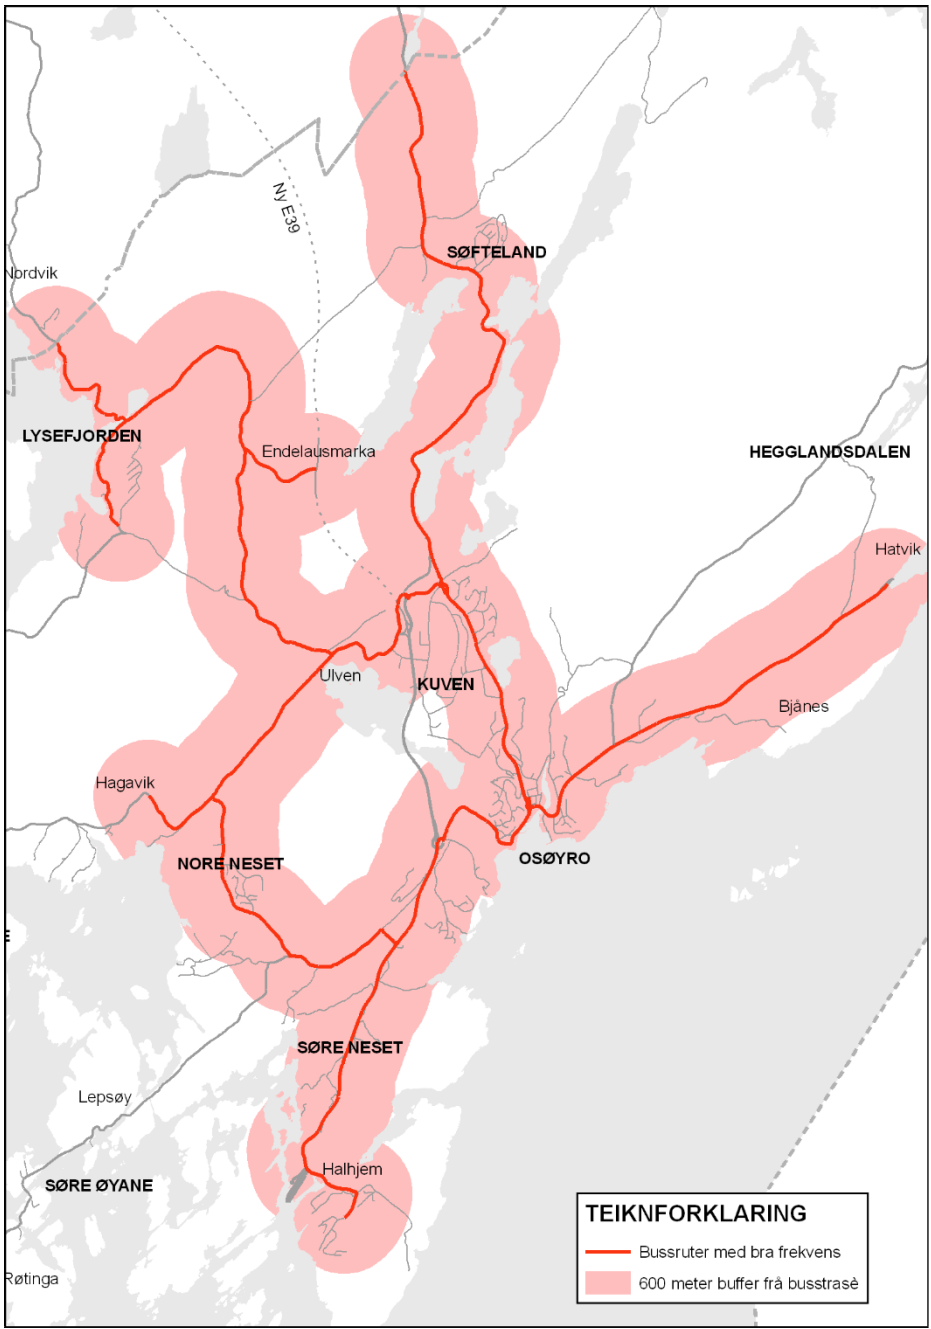 Ny E39
SØFTELAND
Nordvik
LYSEFJORDEN
Endelausmarka
HEGGLANDSDALEN
Hatvik
Ulven
KUVEN
Bjånes
Hagavik
NORE NESET
OSØYRO
E
SØRE NESET
Lepsøy
Halhjem
SØRE ØYANE
Røtinga
TEIKNFORKLARING
Bussruter med bra frekvens
600 meter buffer frå busstrasè